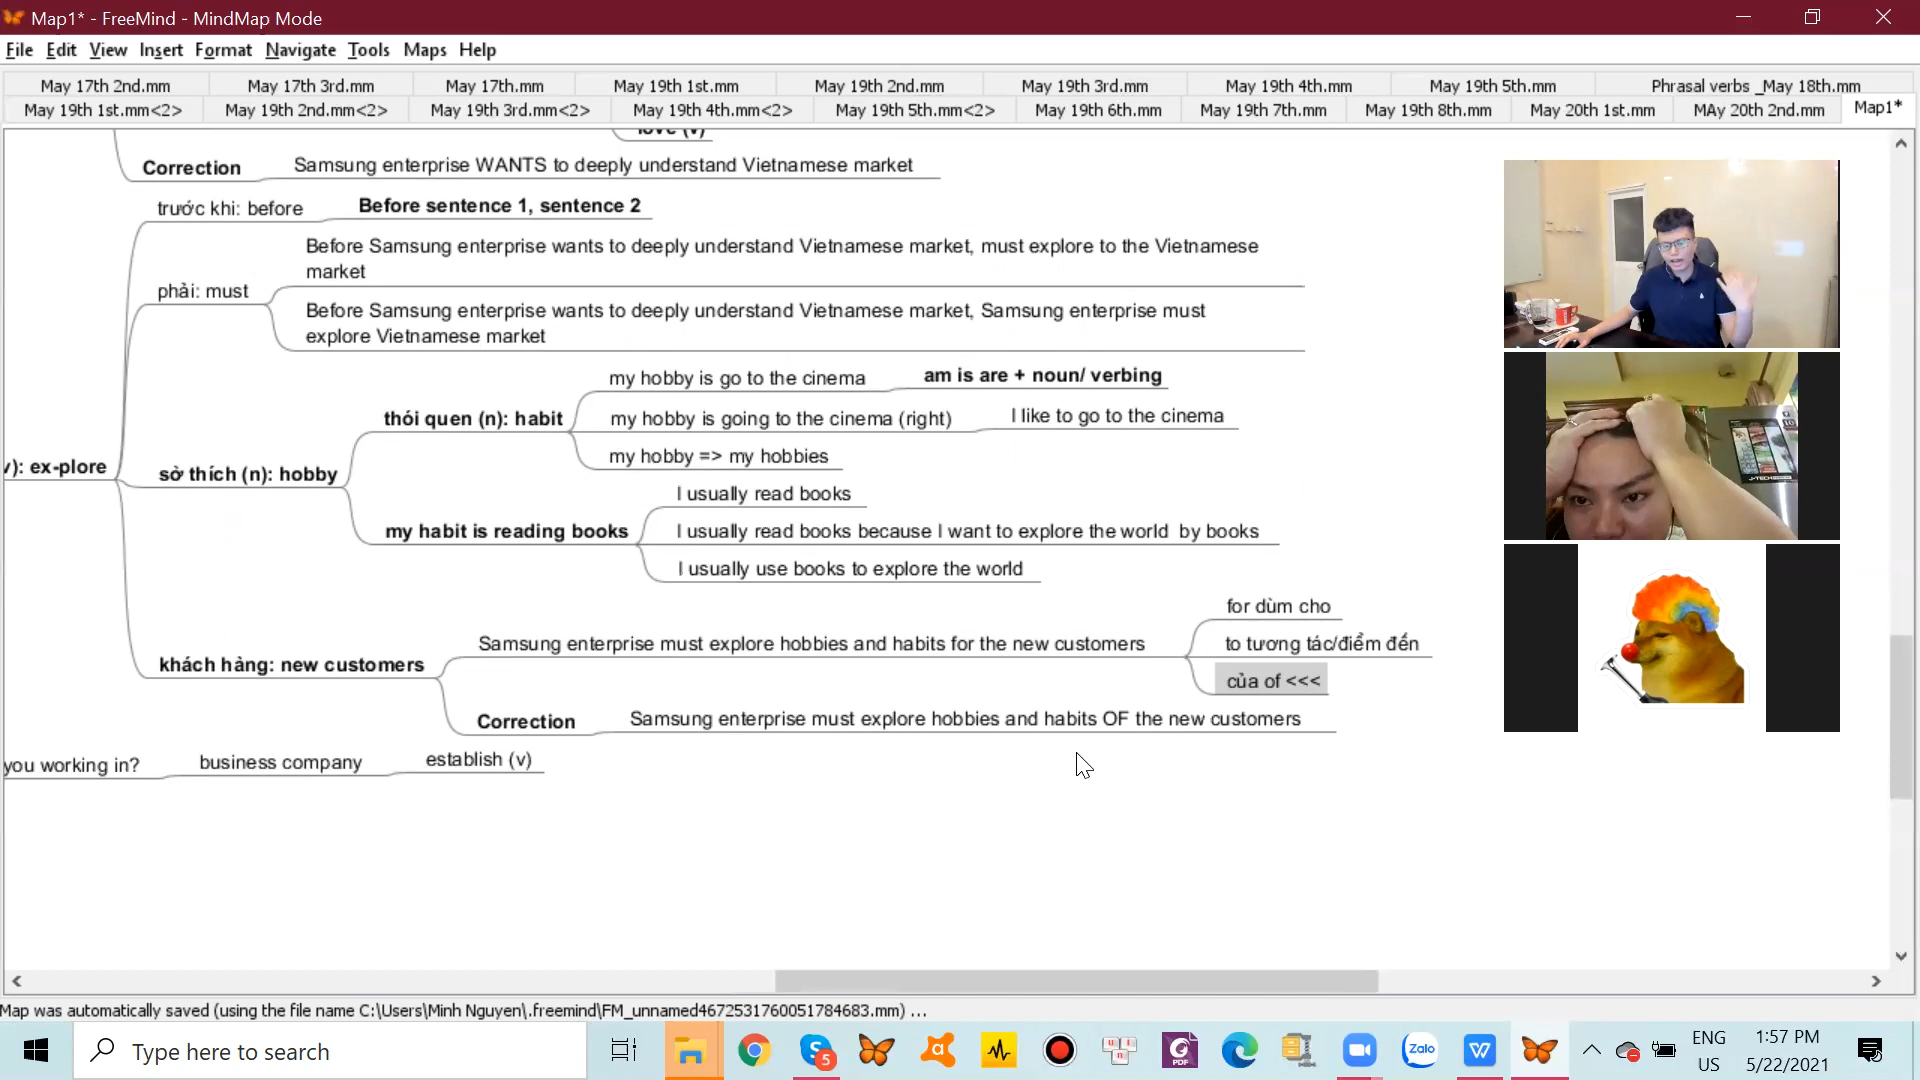 Map1* - FreeMind - MindMap Mode
File Edit View Insert Format Navigate Tools Maps Help
May 17th 2nd.mm May 17th 3rd.mm May 17th.mm May 19th 1st.mm May 19th 2nd.mm May 19th 3rd.mm May 19th 4th.mm May 19th 5th.mm Phrasal verbs _May 18th.mm
May 19th 1st.mm<2> May 19th 2nd.mm<2> May 19th 3rd.mm<2> May 19th 4th.mm<2> May 19th 5th.mm<2> May 19th 6th.mm May 19th 7th.mm May 19th 8th.mm May 20th 1st.mm MAy 20th 2nd.mm Map1*
love (v)
Correction Samsung enterprise WANTS to deeply understand Vietnamese market
trước khi: before Before sentence 1, sentence 2
Before Samsung enterprise wants to deeply understand Vietnamese market, must explore to the Vietnamese
market
phải: must
Before Samsung enterprise wants to deeply understand Vietnamese market, Samsung enterprise must
explore Vietnamese market
my hobby is go to the cinema am is are + noun/ verbing
thói quen (n): habit my hobby is going to the cinema (right) I like to go to the cinema
my hobby => my hobbies
v): ex-plore
sở thích (n): hobby
I usually read books
my habit is reading books I usually read books because I want to explore the world by books
I usually use books to explore the world
for dùm cho
Samsung enterprise must explore hobbies and habits for the new customers to tương tác/điểm đến
khách hàng: new customers
của of <<<
Correction Samsung enterprise must explore hobbies and habits OF the new customers
you working in? business company establish (v)
Map was automatically saved (using the file name C:\Users\Minh Nguyen\.freemind\FM_unnamed4672531760051784683.mm) ...
Type here to search
5
PDF
Zalo
ENG
US
1:57 PM
5/22/2021